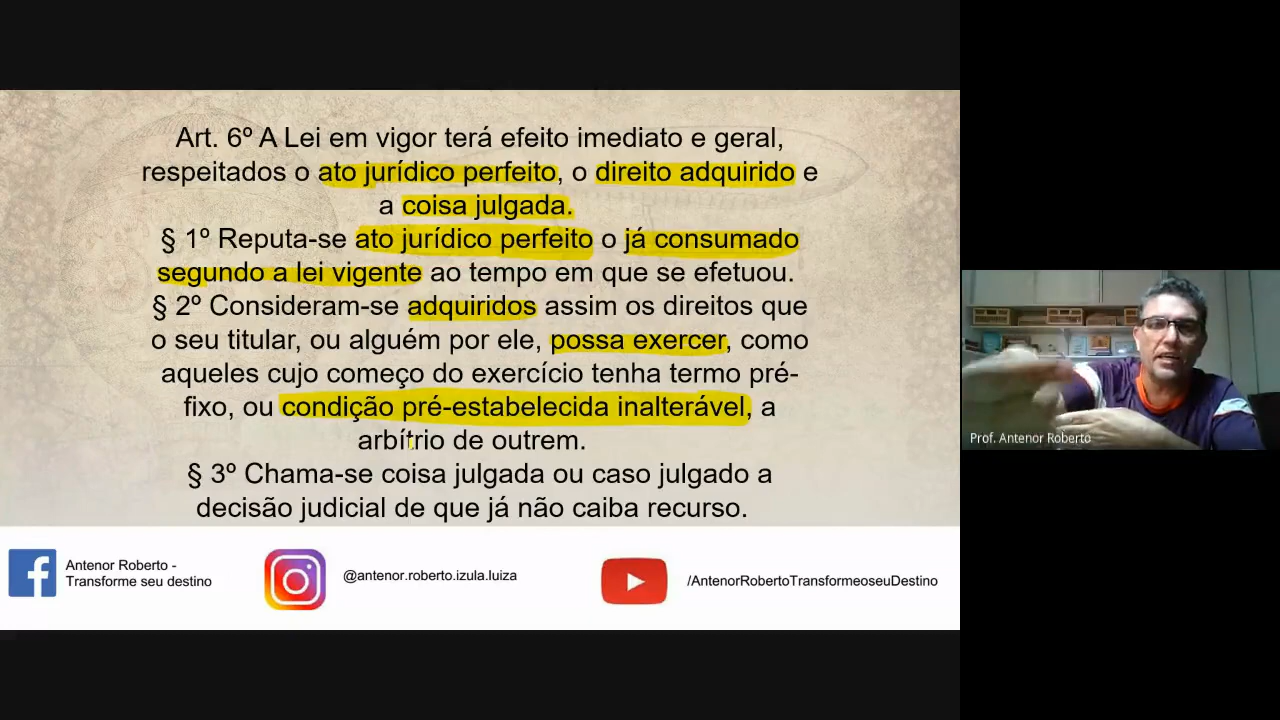 Art. 6º A Lei em vigor terá efeito imediato e geral,
respeitados o ato jurídico perfeito, o direito adquirido e
a coisa julgada.
§ 1º Reputa-se ato jurídico perfeito o já consumado
segundo a lei vigente ao tempo em que se efetuou.
§ 2º Consideram-se adquiridos assim os direitos que
o seu titular, ou alguém por ele, possa exercer, como
aqueles cujo começo do exercício tenha termo pré-
fixo, ou condição pré-estabelecida inalterável, a
arbítrio de outrem.
§ 3º Chama-se coisa julgada ou caso julgado a
decisão judicial de que já não caiba recurso.
Prof. Antenor Roberto
Antenor Roberto -
Transforme seu destino
@antenor.roberto.izula.luiza
/AntenorRobertoTransformeoseuDestino